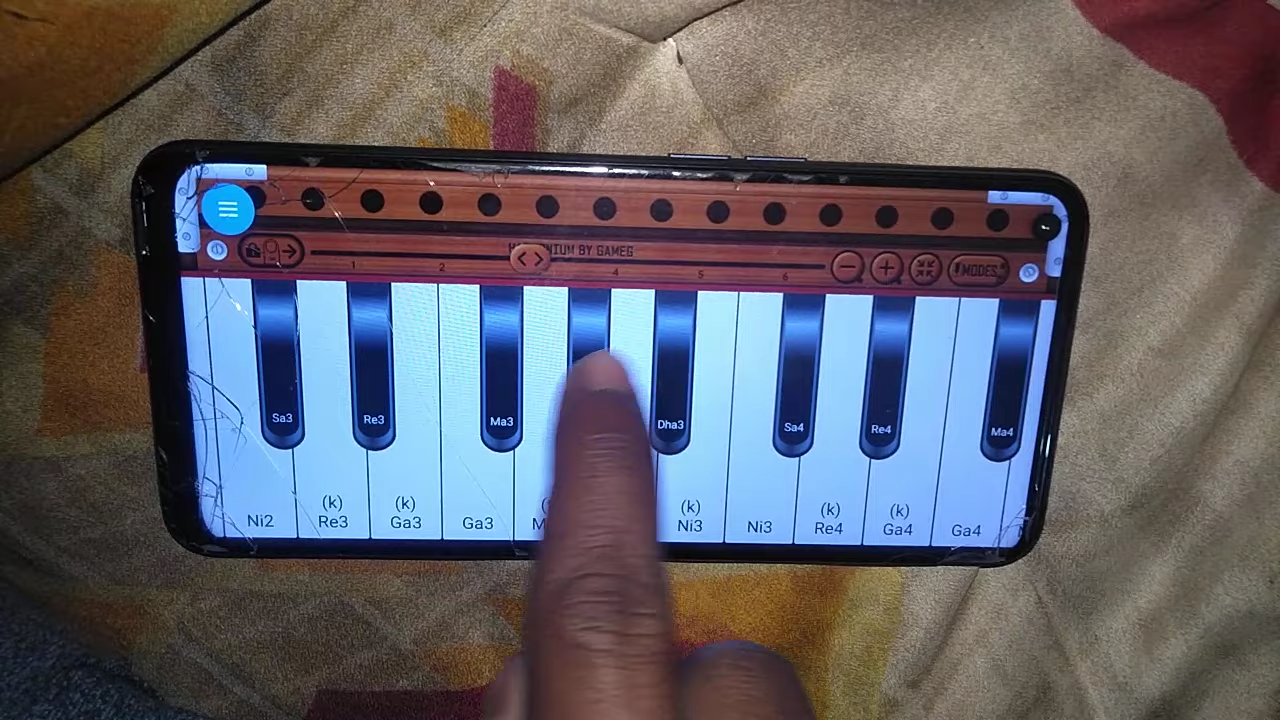 BY GAMEG
1
2
4
5
6
MODES
Sa3
Re3
Ma3
Dha3
Sa4
Re4
Ma4
(k)
(k)
(k)
(k)
(k)
Ni2
Re3
Ga3
Ga3
Ni3
Ni3
Re4
Ga4
Ga4